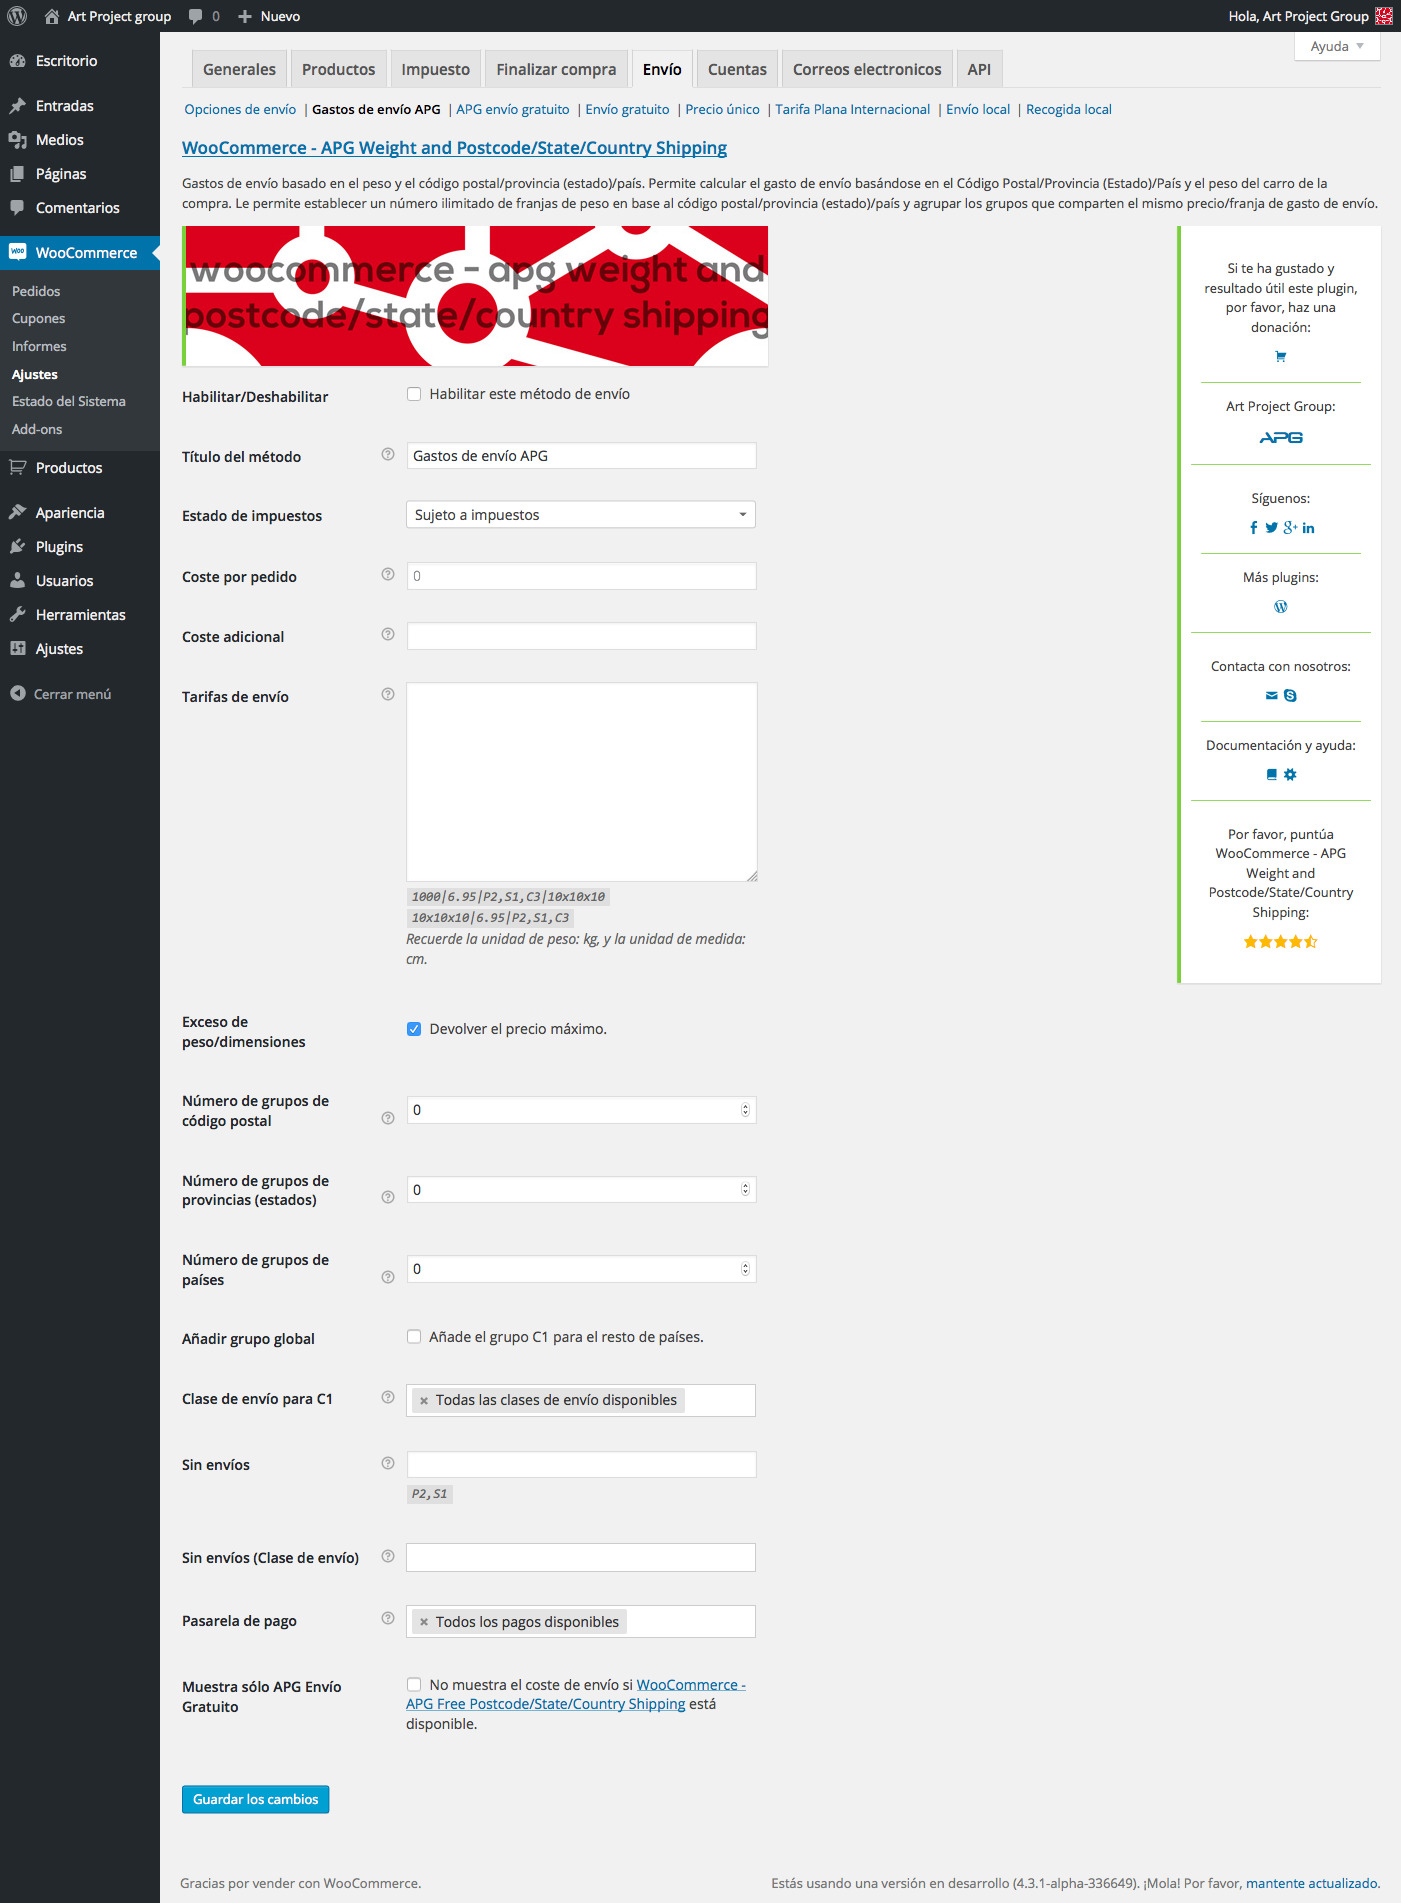 Art Project group
0
Nuevo
Hola, Art Project Group
Escritorio
Entradas
Medios
Páginas
Comentarios
WooCommerce
Pedidos
Cupones
Informes
Ajustes
Estado del Sistema
Add-ons
Productos
Apariencia
Plugins
Usuarios
Herramientas
Ajustes
Cerrar menú
Ayuda
Generales
Productos
Impuesto
Finalizar compra
Envío
Cuentas
Correos electronicos
API
Opciones de envío | Gastos de envío APG | APG envío gratuito | Envío gratuito | Precio único | Tarifa Plana Internacional | Envío local | Recogida local
WooCommerce - APG Weight and Postcode/State/Country Shipping
Gastos de envío basado en el peso y el código postal/provincia (estado)/país. Permite calcular el gasto de envío basándose en el Código Postal/Provincia (Estado)/País y el peso del carro de la
compra. Le permite establecer un número ilimitado de franjas de peso en base al código postal/provincia (estado)/país y agrupar los grupos que comparten el mismo precio/franja de gasto de envío.
woocommerce - apg weight and
postcode/state/country shipping
Habilitar/Deshabilitar
Habilitar este método de envío
Título del método
Gastos de envío APG
Estado de impuestos
Sujeto a impuestos
Coste por pedido
0
Coste adicional
Tarifas de envío
1000|6.95|P2,S1,C3|10x10x10
10x10x10|6.95|P2,S1,C3
Recuerde la unidad de peso: kg, y la unidad de medida:
cm.
Exceso de
peso/dimensiones
Devolver el precio máximo.
Número de grupos de
código postal
0
Número de grupos de
provincias (estados)
0
Número de grupos de
países
0
Añadir grupo global
Añade el grupo C1 para el resto de países.
Clase de envío para C1
× Todas las clases de envío disponibles
Sin envíos
P2,S1
Sin envíos (Clase de envío)
Pasarela de pago
× Todos los pagos disponibles
Muestra sólo APG Envío
Gratuito
No muestra el coste de envío si WooCommerce -
APG Free Postcode/State/Country Shipping está
disponible.
Guardar los cambios
Si te ha gustado y
resultado útil este plugin,
por favor, haz una
donación:
Art Project Group:
APG
Síguenos:
Más plugins:
Contacta con nosotros:
Documentación y ayuda:
Por favor, puntúa
WooCommerce - APG
Weight and
Postcode/State/Country
Shipping:
Gracias por vender con WooCommerce.
Estás usando una versión en desarrollo (4.3.1-alpha-336649). ¡Mola! Por favor, mantente actualizado.